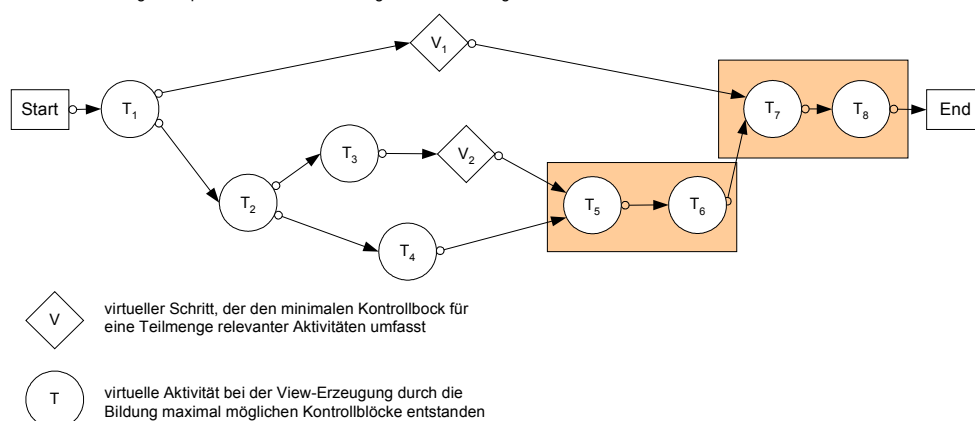 V1
Start
T1
T7
T8
End
T3
V2
T2
T5
T6
T4
V
virtueller Schritt, der den minimalen Kontrollbock für
eine Teilmenge relevanter Aktivitäten umfasst
T
virtuelle Aktivität bei der View-Erzeugung durch die
Bildung maximal möglichen Kontrollblöcke entstanden